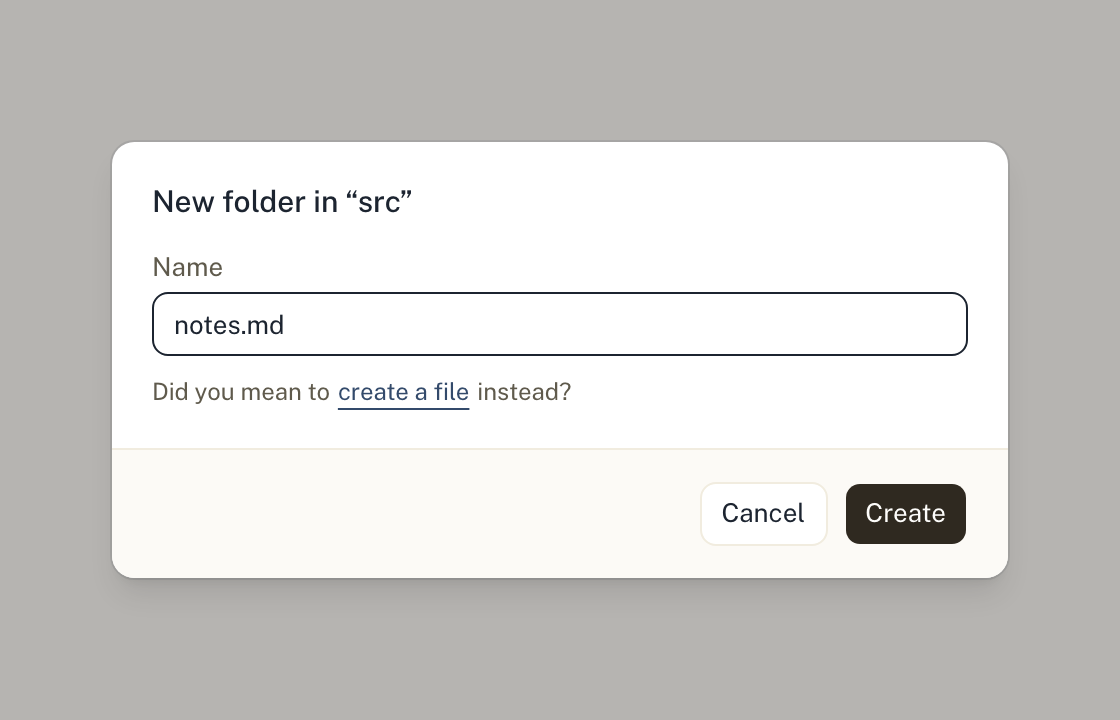 New folder in “src”
Name
notes.md
Did you mean to create a file instead?
Cancel
Create